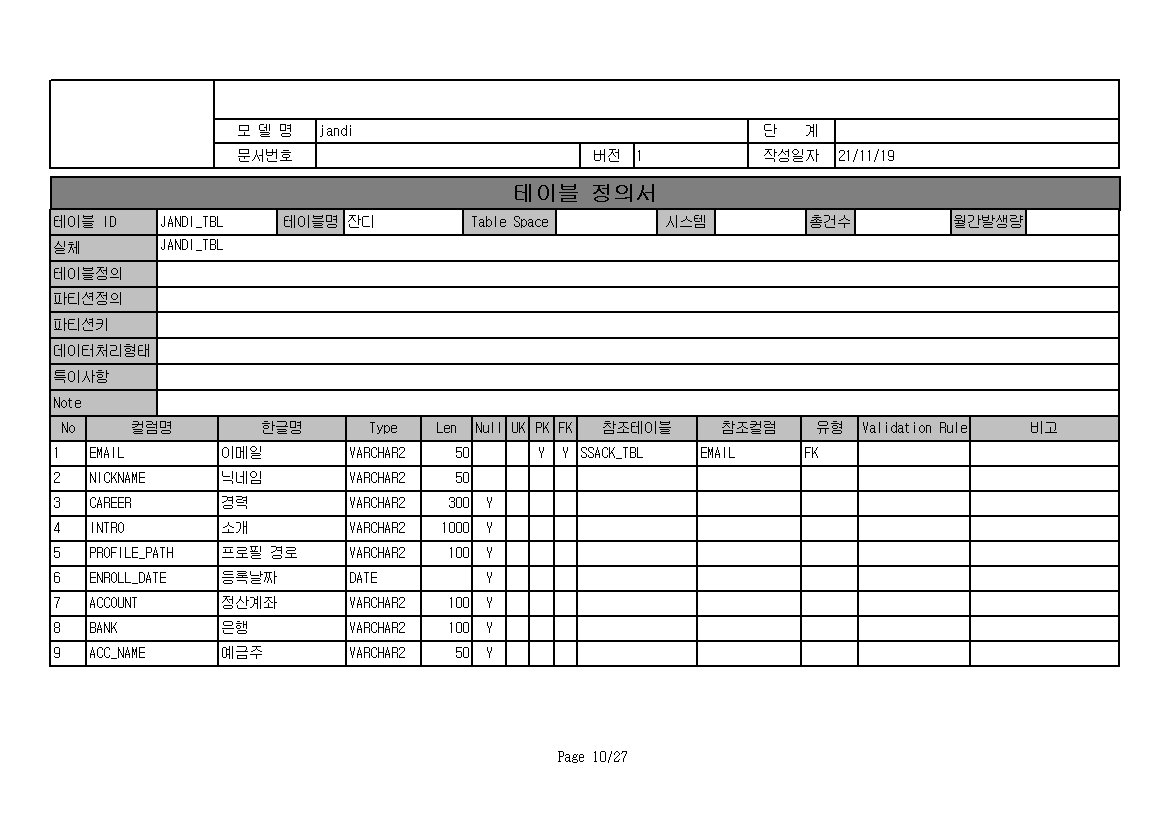 모 델 명 jandi 단 계
문서번호 버전 1 작성일자 21/11/19
테이블 정의서
테이블 ID JANDI_TBL 테이블명 잔디 Table Space 시스템 총건수 월간발생량
실체 JANDI_TBL
테이블정의
파티션정의
파티션키
데이터처리형태
특이사항
Note
No 컬럼명 한글명 Type Len Null UK PK FK 참조테이블 참조컬럼 유형 Validation Rule 비고
1 EMAIL 이메일 VARCHAR2 50 Y Y SSACK_TBL EMAIL FK
2 NICKNAME 닉네임 VARCHAR2 50
3 CAREER 경력 VARCHAR2 300 Y
4 INTRO 소개 VARCHAR2 1000 Y
5 PROFILE_PATH 프로필 경로 VARCHAR2 100 Y
6 ENROLL_DATE 등록날짜 DATE Y
7 ACCOUNT 정산계좌 VARCHAR2 100 Y
8 BANK 은행 VARCHAR2 100 Y
9 ACC_NAME 예금주 VARCHAR2 50 Y
Page 10/27